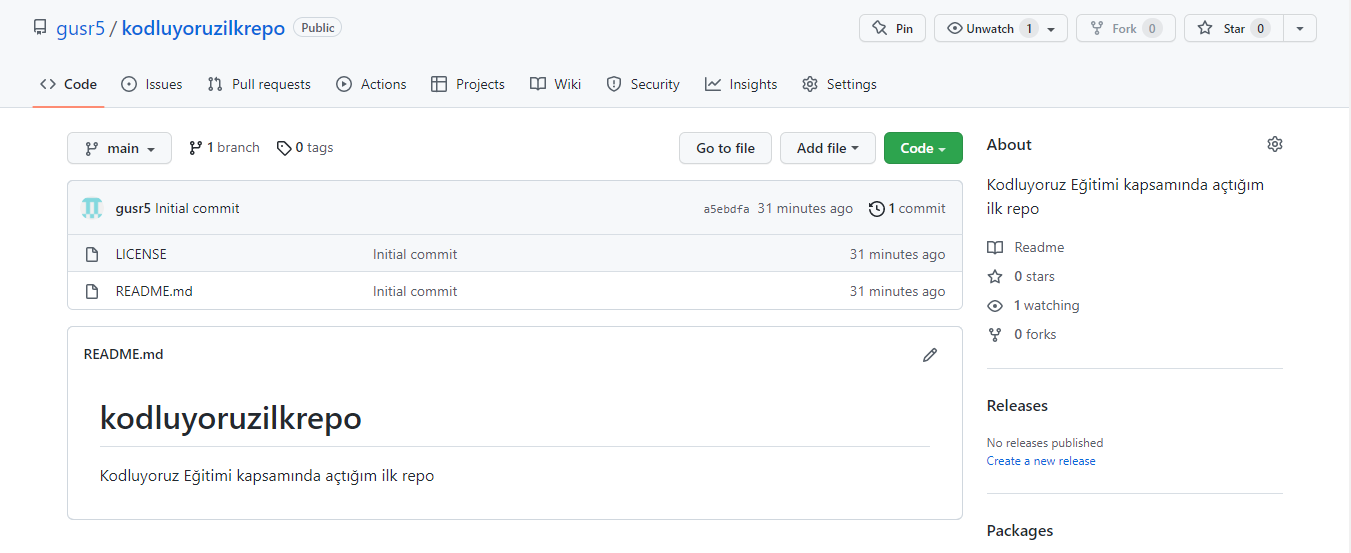 gusr5 / kodluyoruzilkrepo Public Pin Unwatch 1 Fork 0 Star 0
Code Issues Pull requests Actions Projects Wiki Security Insights Settings
main 1 branch 0 tags Go to file Add file Code
gusr5 Initial commit a5ebdfa 31 minutes ago 1 commit
LICENSE Initial commit 31 minutes ago
README.md Initial commit 31 minutes ago
README.md
kodluyoruzilkrepo
Kodluyoruz Eğitimi kapsamında açtığım ilk repo
About
Kodluyoruz Eğitimi kapsamında açtığım
ilk repo
Readme
0 stars
1 watching
0 forks
Releases
No releases published
Create a new release
Packages